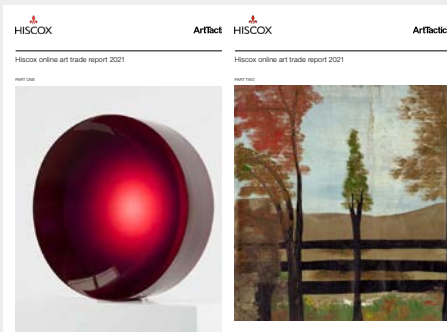 HISCOX
ArtTactic
Hiscox online art trade report 2021
PART ONE
HISCOX
ArtTactic
Hiscox online art trade report 2021
PART TWO